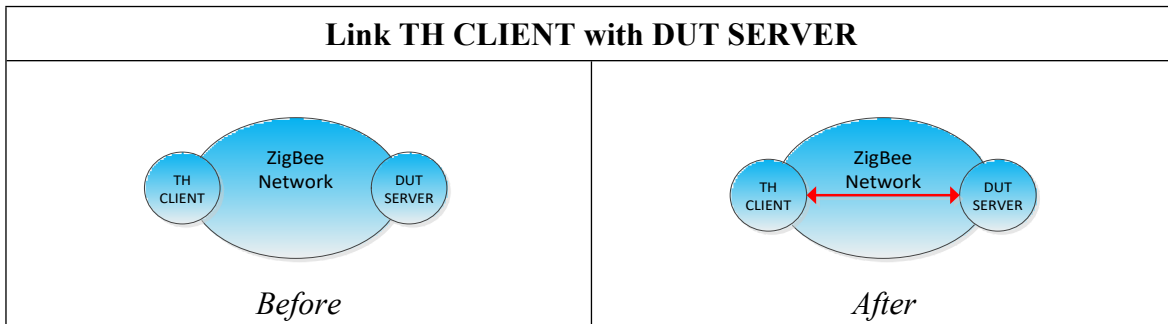 Link TH CLIENT with DUT SERVER
ZigBee
Network
TH
CLIENT
DUT
SERVER
Before
ZigBee
Network
TH
CLIENT
DUT
SERVER
After